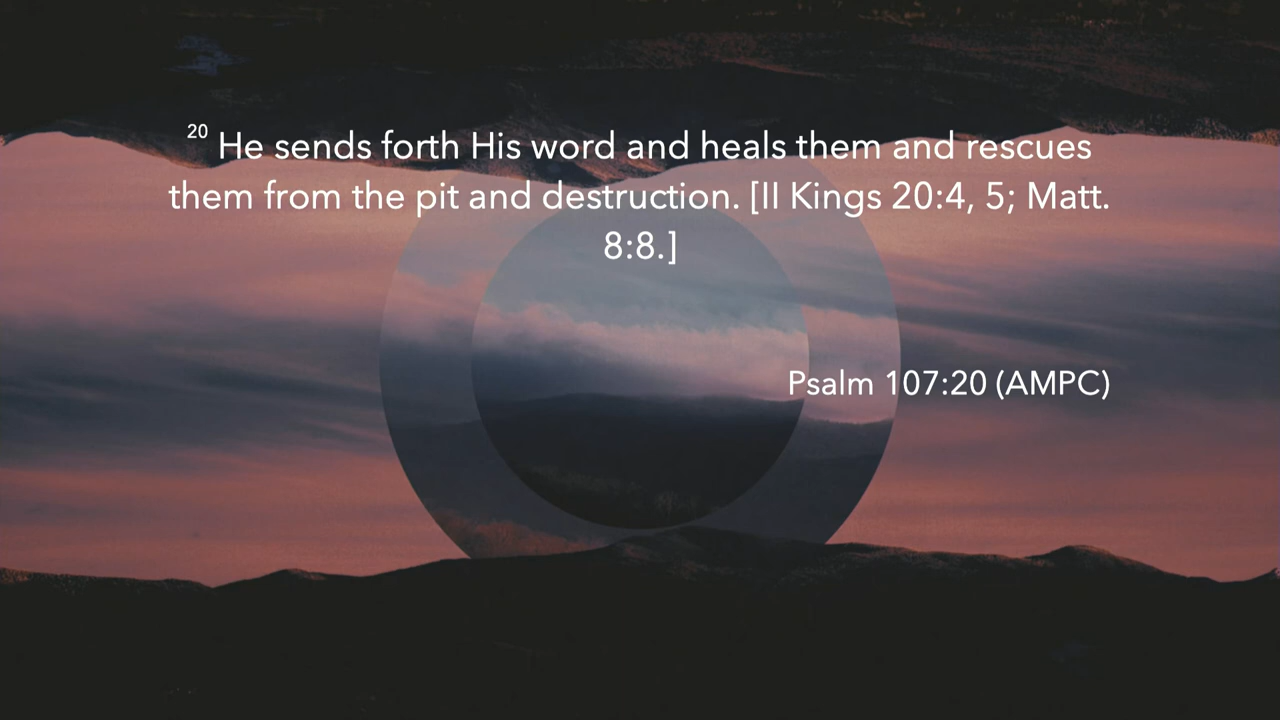 20 He sends forth His word and heals them and rescues
them from the pit and destruction. [II Kings 20:4, 5; Matt.
8:8.]
Psalm 107:20 (AMPC)